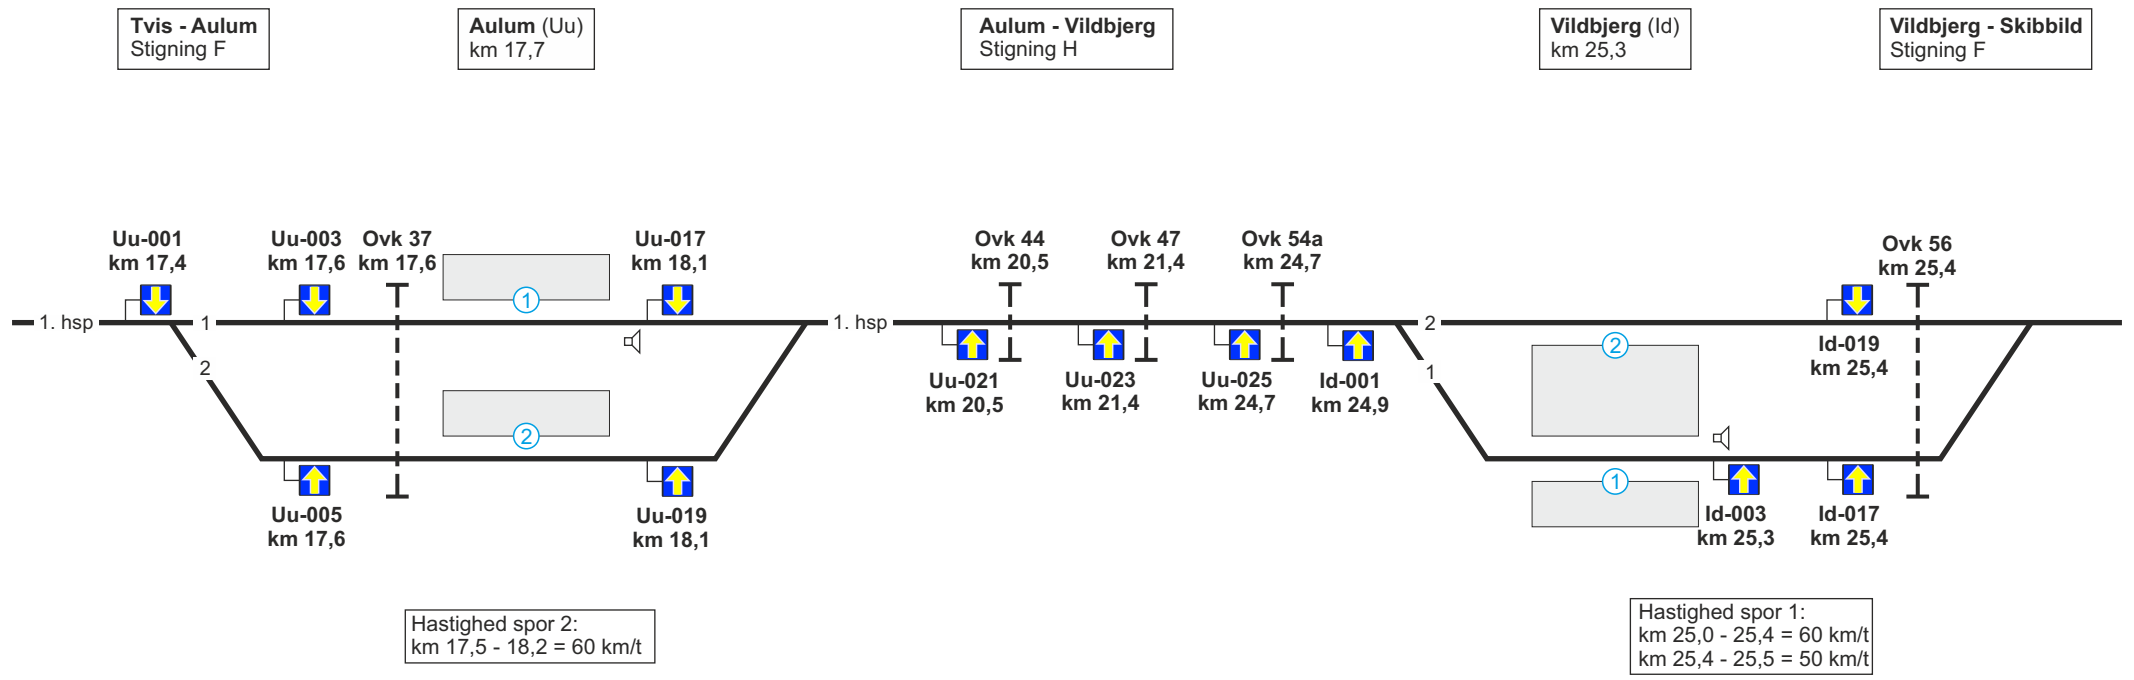 Tvis - Aulum
Stigning F
Aulum (Uu)
km 17,7
Aulum - Vildbjerg
Stigning H
Vildbjerg (Id)
km 25,3
Vildbjerg - Skibbild
Stigning F
Uu-001
km 17,4
Uu-003
km 17,6
Ovk 37
km 17,6
Uu-017
km 18,1
Ovk 44
km 20,5
Ovk 47
km 21,4
Ovk 54a
km 24,7
Ovk 56
km 25,4
1. hsp
1
1
1. hsp
2
2
Id-019
km 25,4
2
1
Uu-021
km 20,5
Uu-023
km 21,4
Uu-025
km 24,7
Id-001
km 24,9
2
1
Uu-005
km 17,6
Uu-019
km 18,1
Id-003
km 25,3
Id-017
km 25,4
Hastighed spor 2:
km 17,5 - 18,2 = 60 km/t
Hastighed spor 1:
km 25,0 - 25,4 = 60 km/t
km 25,4 - 25,5 = 50 km/t